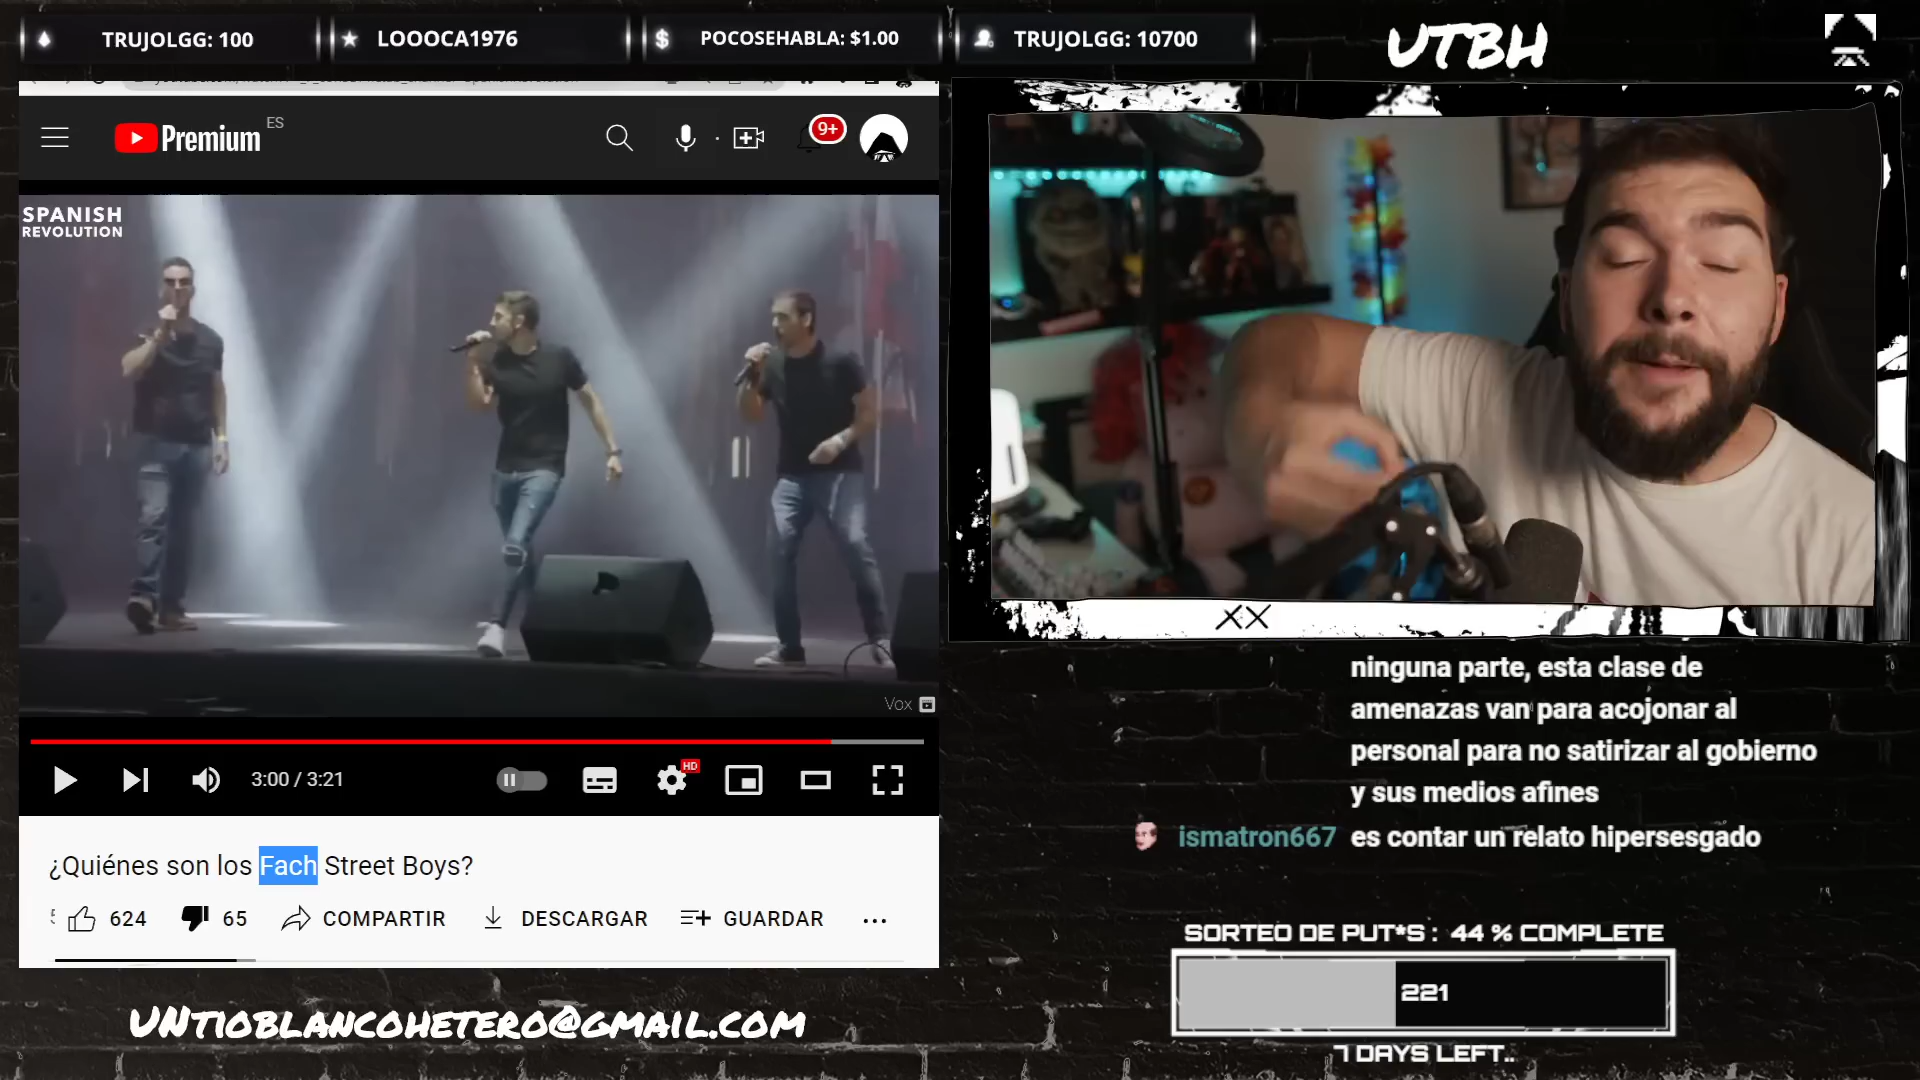 TRUJOLGG: 100
LOOOCA1976
POCOSEHABLA: $1.00
TRUJOLGG: 10700
UTBH
Premium
ES
9+
SPANISH
REVOLUTION
Vox
3:00 / 3:21
HD
¿Quiénes son los Fach Street Boys?
624
65
COMPARTIR
DESCARGAR
GUARDAR
UNTIOBLANCOHETERO@GMAIL.COM
XX
ninguna parte, esta clase de
amenazas van para acojonar al
personal para no satirizar al gobierno
y sus medios afines
ismatron667 es contar un relato hipersesgado
SORTEO DE PUT*S : 44 % COMPLETE
221
7 DAYS LEFT..